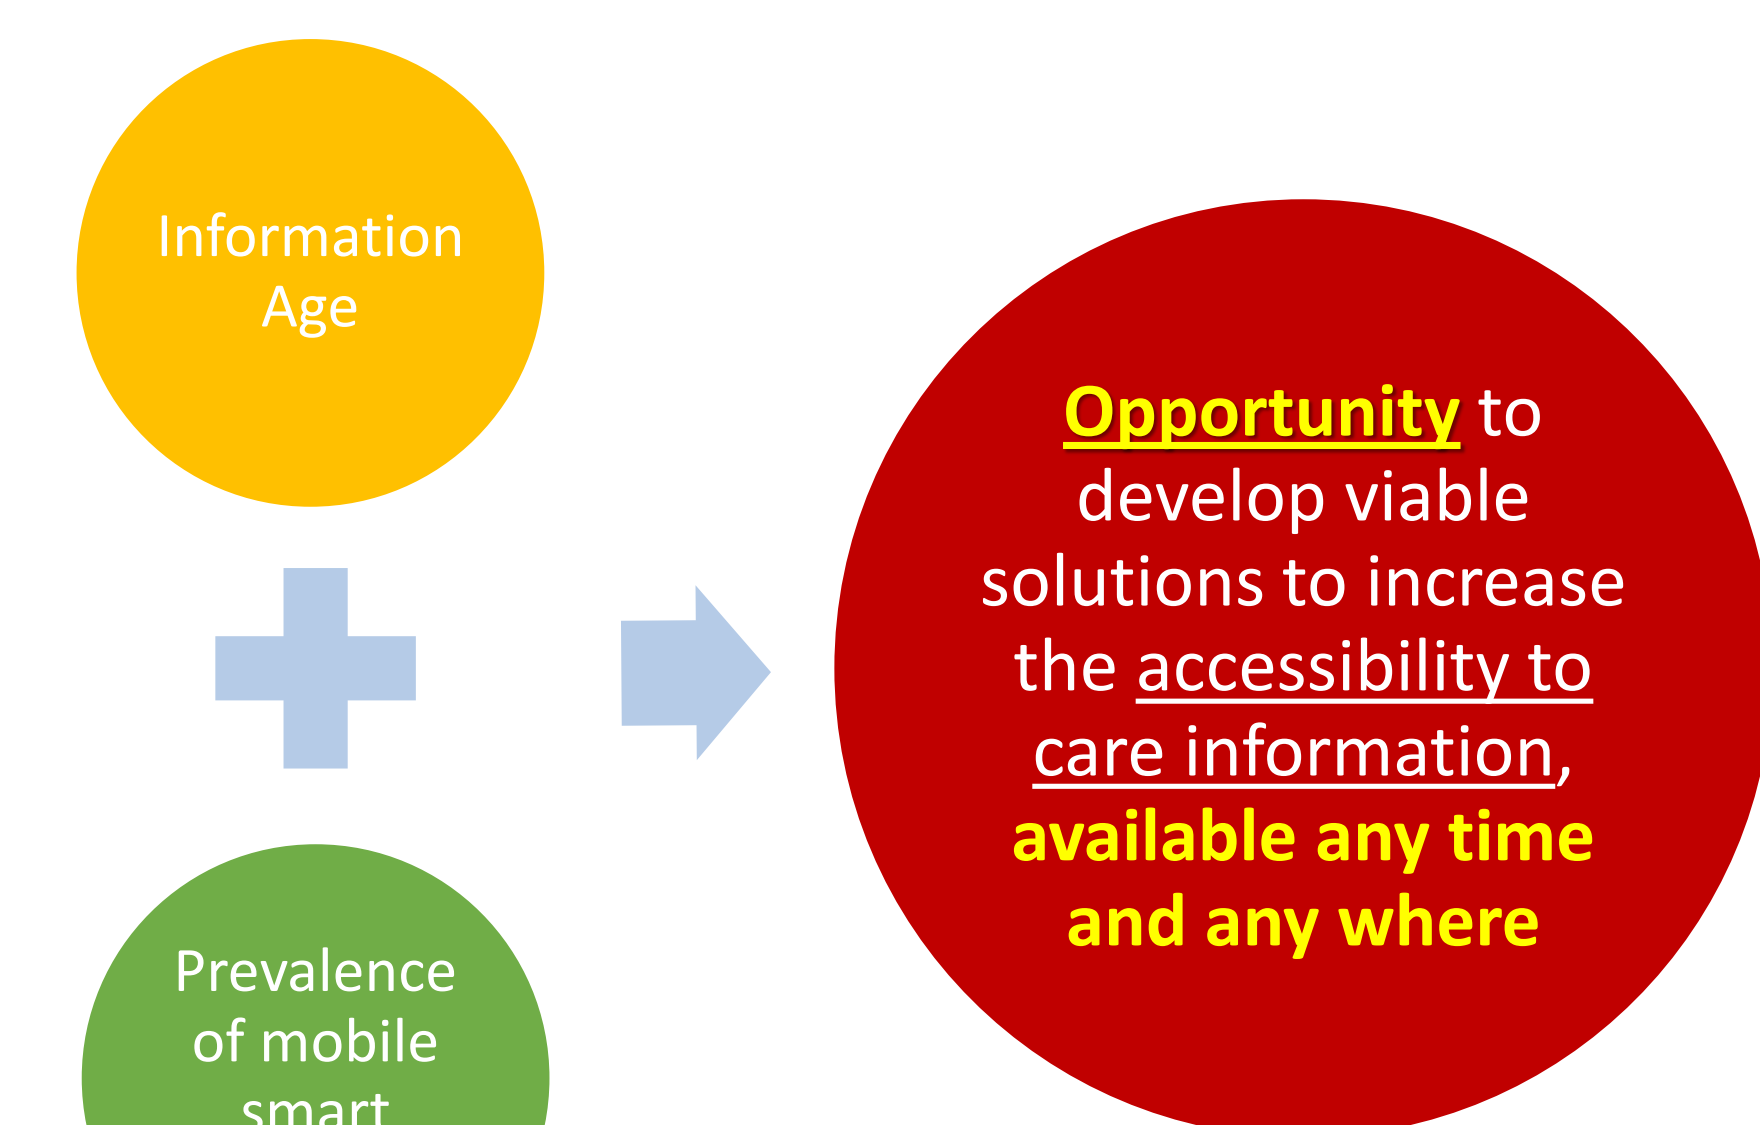 Information
Age
Prevalence
of mobile
smart
Opportunity to
develop viable
solutions to increase
the accessibility to
care information,
available any time
and any where